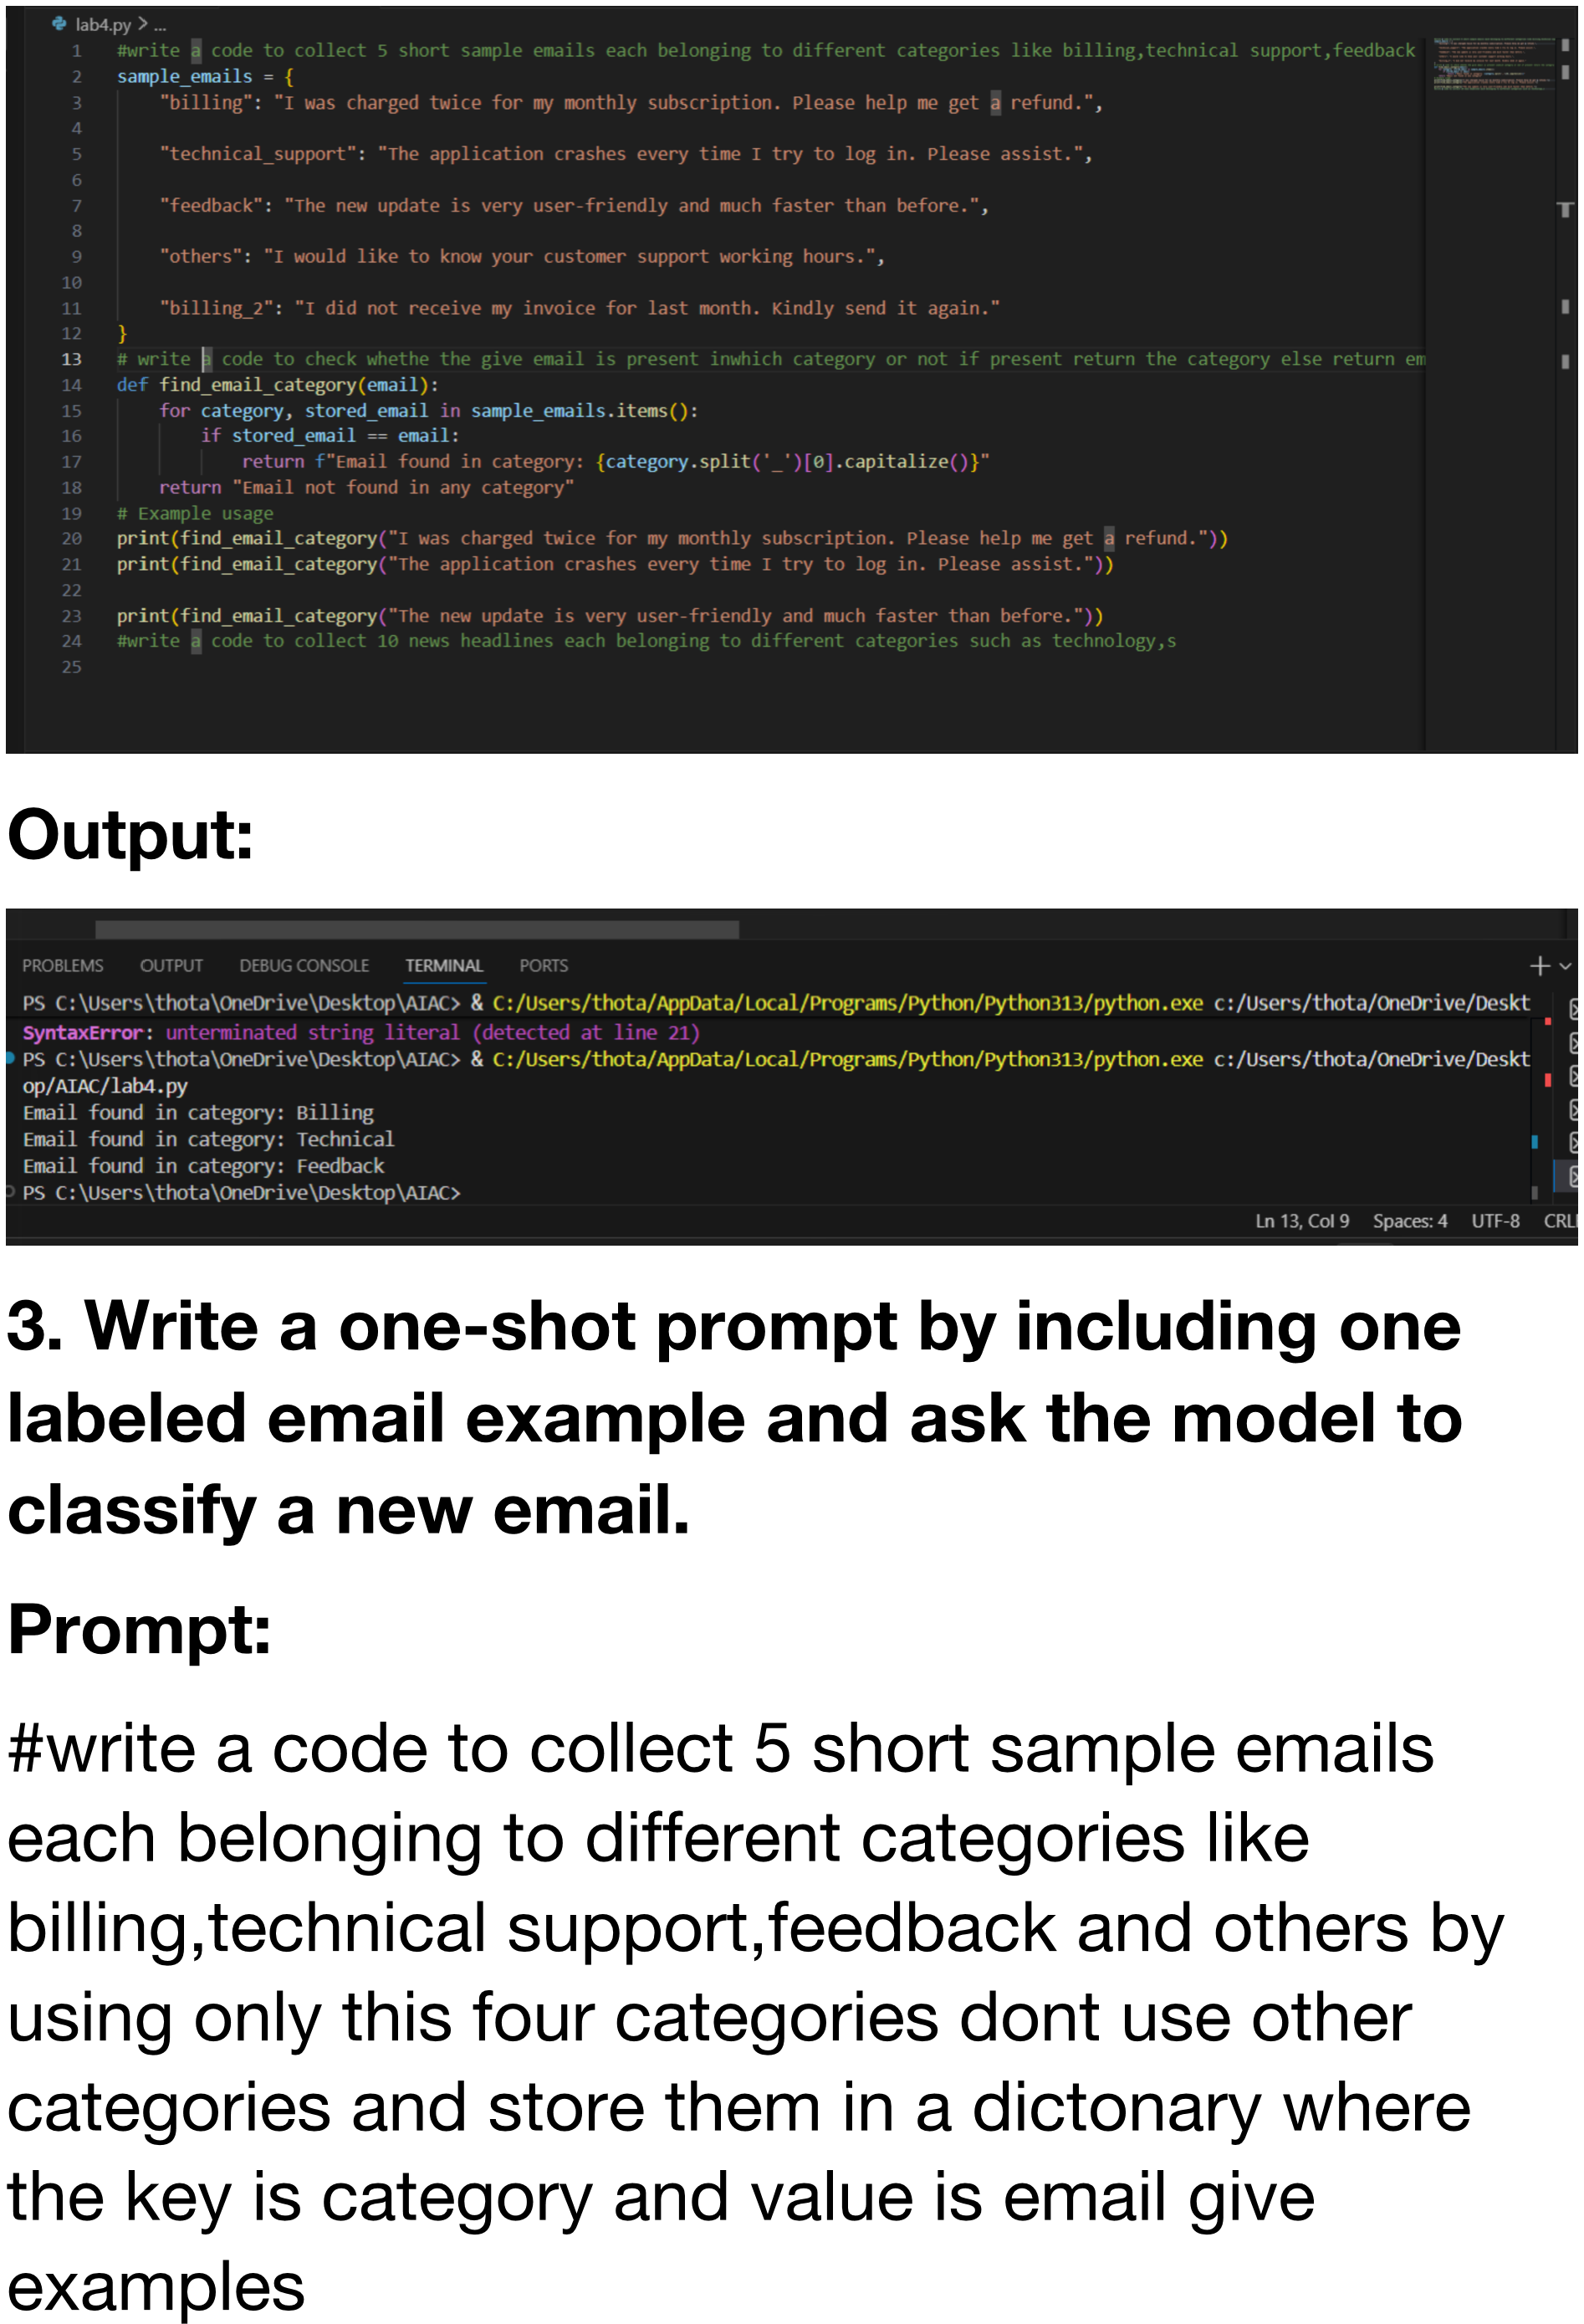 lab4.py > ...
1 #write a code to collect 5 short sample emails each belonging to different categories like billing,technical support,feedback
2 sample_emails = {
3 "billing": "I was charged twice for my monthly subscription. Please help me get a refund.",
4
5 "technical_support": "The application crashes every time I try to log in. Please assist.",
6
7 "feedback": "The new update is very user-friendly and much faster than before.",
8
9 "others": "I would like to know your customer support working hours.",
10
11 "billing_2": "I did not receive my invoice for last month. Kindly send it again."
12 }
13 # write a code to check whethe the give email is present inwhich category or not if present return the category else return em
14 def find_email_category(email):
15 for category, stored_email in sample_emails.items():
16 if stored_email == email:
17 return f"Email found in category: {category.split('_')[0].capitalize()}"
18 return "Email not found in any category"
19 # Example usage
20 print(find_email_category("I was charged twice for my monthly subscription. Please help me get a refund."))
21 print(find_email_category("The application crashes every time I try to log in. Please assist."))
22
23 print(find_email_category("The new update is very user-friendly and much faster than before."))
24 #write a code to collect 10 news headlines each belonging to different categories such as technology,s
25
Output:
PROBLEMS OUTPUT DEBUG CONSOLE TERMINAL PORTS
PS C:\Users\thota\OneDrive\Desktop\AIAC> & C:/Users/thota/AppData/Local/Programs/Python/Python313/python.exe c:/Users/thota/OneDrive/Deskt
SyntaxError: unterminated string literal (detected at line 21)
PS C:\Users\thota\OneDrive\Desktop\AIAC> & C:/Users/thota/AppData/Local/Programs/Python/Python313/python.exe c:/Users/thota/OneDrive/Deskt
op/AIAC/lab4.py
Email found in category: Billing
Email found in category: Technical
Email found in category: Feedback
PS C:\Users\thota\OneDrive\Desktop\AIAC>
Ln 13, Col 9 Spaces: 4 UTF-8 CRL
3. Write a one-shot prompt by including one
labeled email example and ask the model to
classify a new email.
Prompt:
#write a code to collect 5 short sample emails
each belonging to different categories like
billing,technical support,feedback and others by
using only this four categories dont use other
categories and store them in a dictonary where
the key is category and value is email give
examples